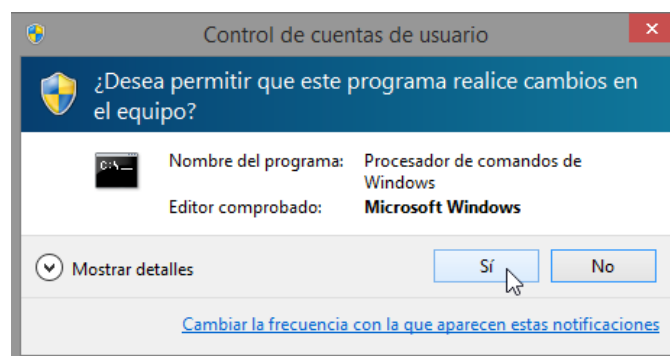 Control de cuentas de usuario
¿Desea permitir que este programa realice cambios en
el equipo?
C:\_
Nombre del programa: Procesador de comandos de
Windows
Editor comprobado: Microsoft Windows
Mostrar detalles Sí No
Cambiar la frecuencia con la que aparecen estas notificaciones